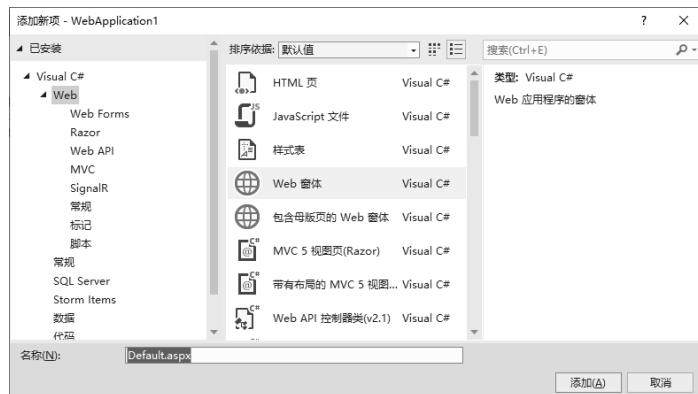 添加新项 - WebApplication1
? ×
▲ 已安装
排序依据: 默认值
搜索(Ctrl+E)
▲ Visual C#
▲ Web
Web Forms
Razor
Web API
MVC
SignalR
常规
标记
脚本
常规
SQL Server
Storm Items
数据
代码
HTML 页 Visual C#
JavaScript 文件 Visual C#
样式表 Visual C#
Web 窗体 Visual C#
包含母版页的 Web 窗体 Visual C#
MVC 5 视图页(Razor) Visual C#
带有布局的 MVC 5 视图... Visual C#
Web API 控制器类(v2.1) Visual C#
类型: Visual C#
Web 应用程序的窗体
名称(N): Default.aspx
添加(A) 取消